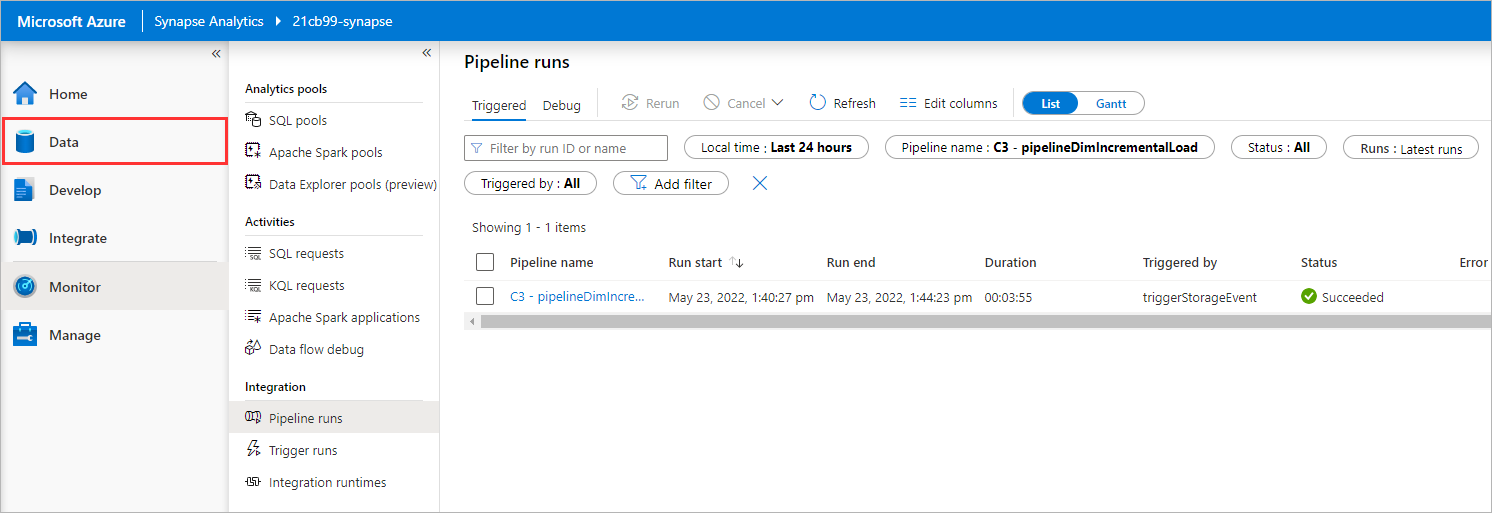 Microsoft Azure Synapse Analytics 21cb99-synapse
«
Home
Data
Develop
Integrate
Monitor
Manage
«
Analytics pools
SQL pools
Apache Spark pools
Data Explorer pools (preview)
Activities
SQL requests
KQL requests
Apache Spark applications
Data flow debug
Integration
Pipeline runs
Trigger runs
Integration runtimes
Pipeline runs
Triggered Debug Rerun Cancel Refresh Edit columns List Gantt
Filter by run ID or name Local time : Last 24 hours Pipeline name : C3 - pipelineDimIncrementalLoad Status : All Runs : Latest runs
Triggered by : All Add filter
Showing 1 - 1 items
Pipeline name Run start Run end Duration Triggered by Status Error
C3 - pipelineDimIncre... May 23, 2022, 1:40:27 pm May 23, 2022, 1:44:23 pm 00:03:55 triggerStorageEvent Succeeded